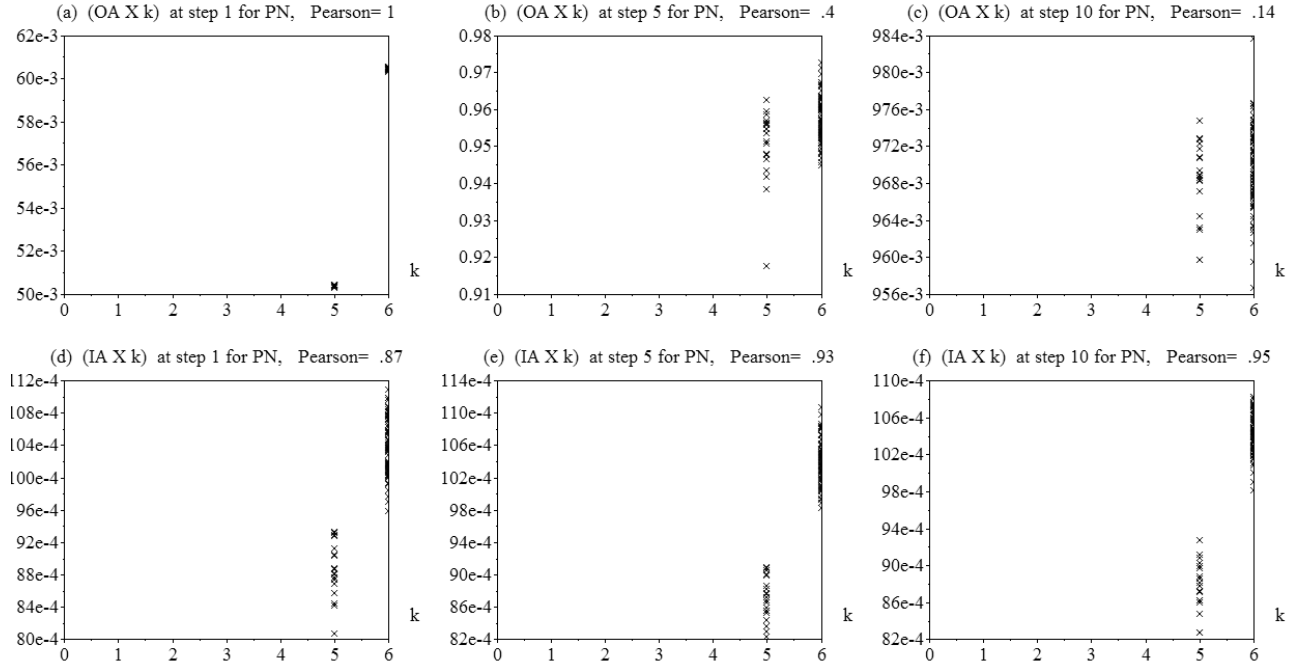 (a) (OA X k) at step 1 for PN, Pearson= 1
62e-3
60e-3
58e-3
56e-3
54e-3
52e-3
50e-3
k
0 1 2 3 4 5 6
(b) (OA X k) at step 5 for PN, Pearson= .4
0.98
0.97
0.96
0.95
0.94
0.93
0.92
0.91
k
0 1 2 3 4 5 6
(c) (OA X k) at step 10 for PN, Pearson= .14
984e-3
980e-3
976e-3
972e-3
968e-3
964e-3
960e-3
956e-3
k
0 1 2 3 4 5 6
(d) (IA X k) at step 1 for PN, Pearson= .87
112e-4
108e-4
104e-4
100e-4
96e-4
92e-4
88e-4
84e-4
80e-4
k
0 1 2 3 4 5 6
(e) (IA X k) at step 5 for PN, Pearson= .93
114e-4
110e-4
106e-4
102e-4
98e-4
94e-4
90e-4
86e-4
82e-4
k
0 1 2 3 4 5 6
(f) (IA X k) at step 10 for PN, Pearson= .95
110e-4
106e-4
102e-4
98e-4
94e-4
90e-4
86e-4
82e-4
k
0 1 2 3 4 5 6